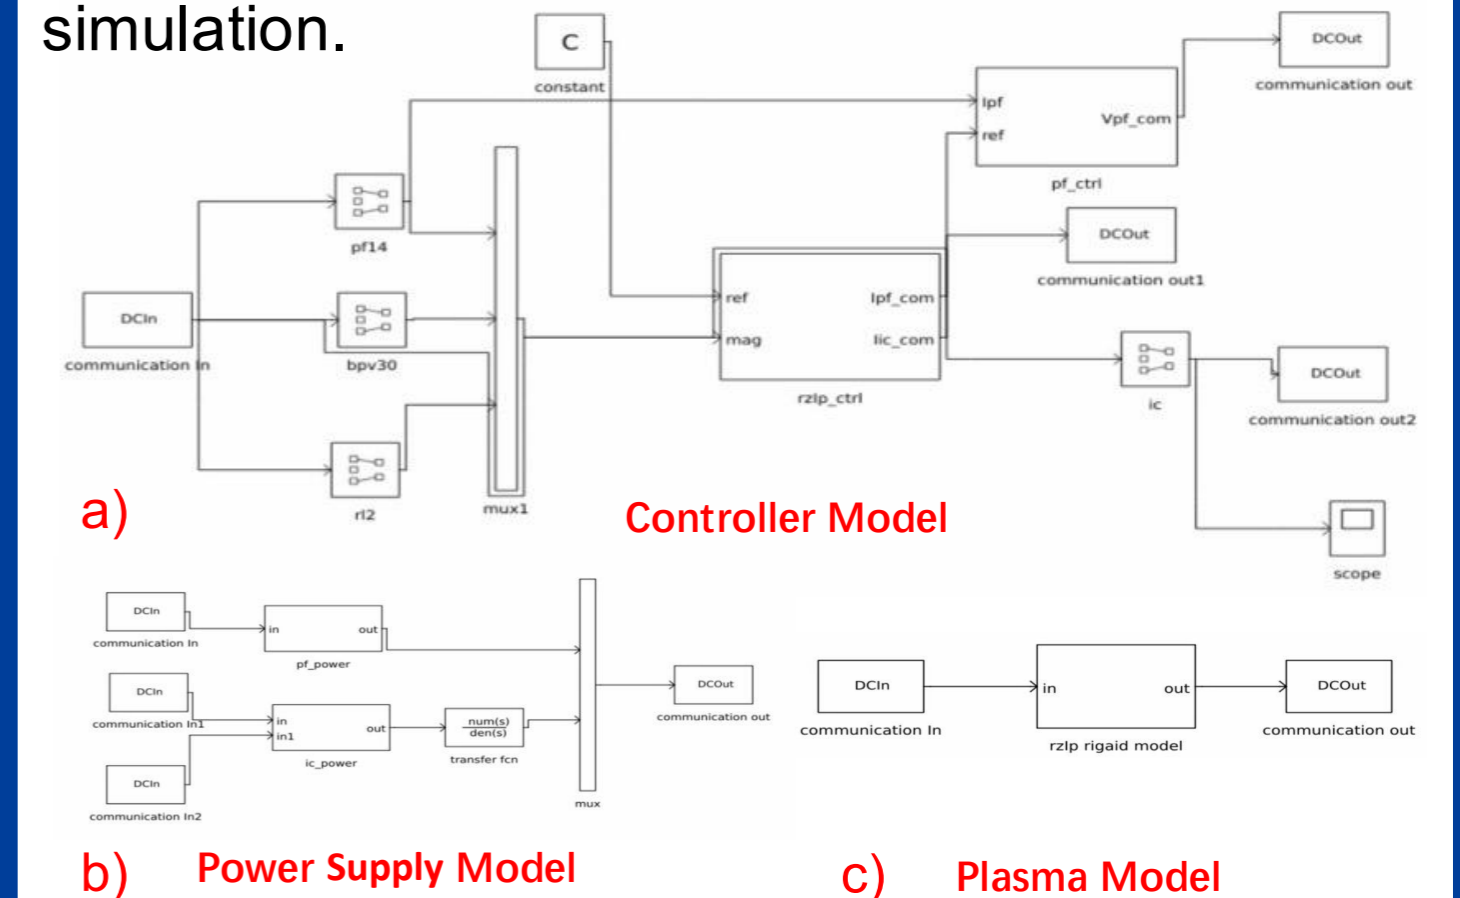 simulation.
C
constant
DCOut
communication out
Ipf
ref
Vpf_com
pf_ctrl
pf14
DCOut
communication out1
DCIn
communication In
bpv30
ref
mag
Ipf_com
Iic_com
rzIp_ctrl
ic
DCOut
communication out2
rl2
mux1
scope
a)
Controller Model
DCIn
communication In
in
out
pf_power
DCIn
communication In1
in
in1
out
ic_power
num(s)
den(s)
transfer fcn
DCIn
communication In2
mux
DCOut
communication out
b)
Power Supply Model
DCIn
communication In
in
out
rzIp rigaid model
DCOut
communication out
c)
Plasma Model